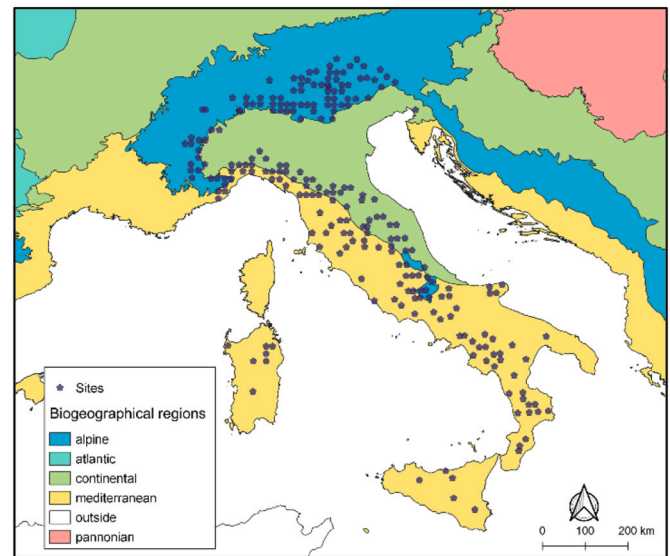 Sites
Biogeographical regions
alpine
atlantic
continental
mediterranean
outside
pannonian
0 100 200 km